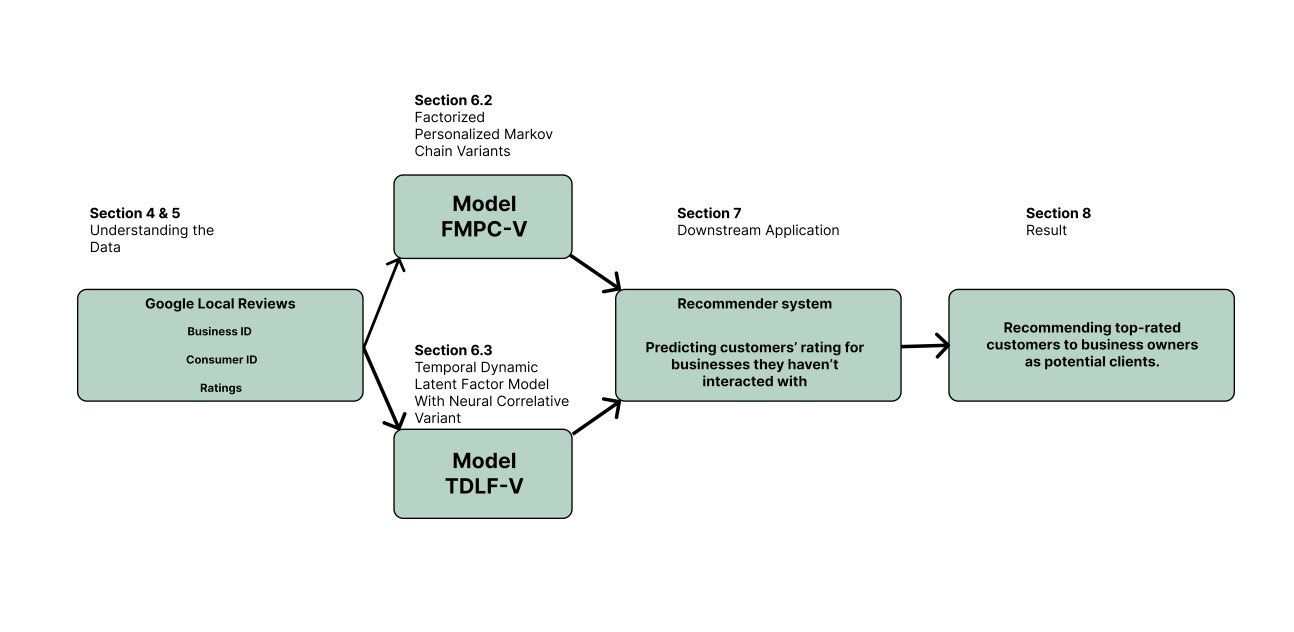 Section 4 & 5
Understanding the
Data
Google Local Reviews
Business ID
Consumer ID
Ratings
Section 6.2
Factorized
Personalized Markov
Chain Variants
Model
FMPC-V
Section 6.3
Temporal Dynamic
Latent Factor Model
With Neural Correlative
Variant
Model
TDLF-V
Section 7
Downstream Application
Recommender system
Predicting customers’ rating for
businesses they haven’t
interacted with
Section 8
Result
Recommending top-rated
customers to business owners
as potential clients.